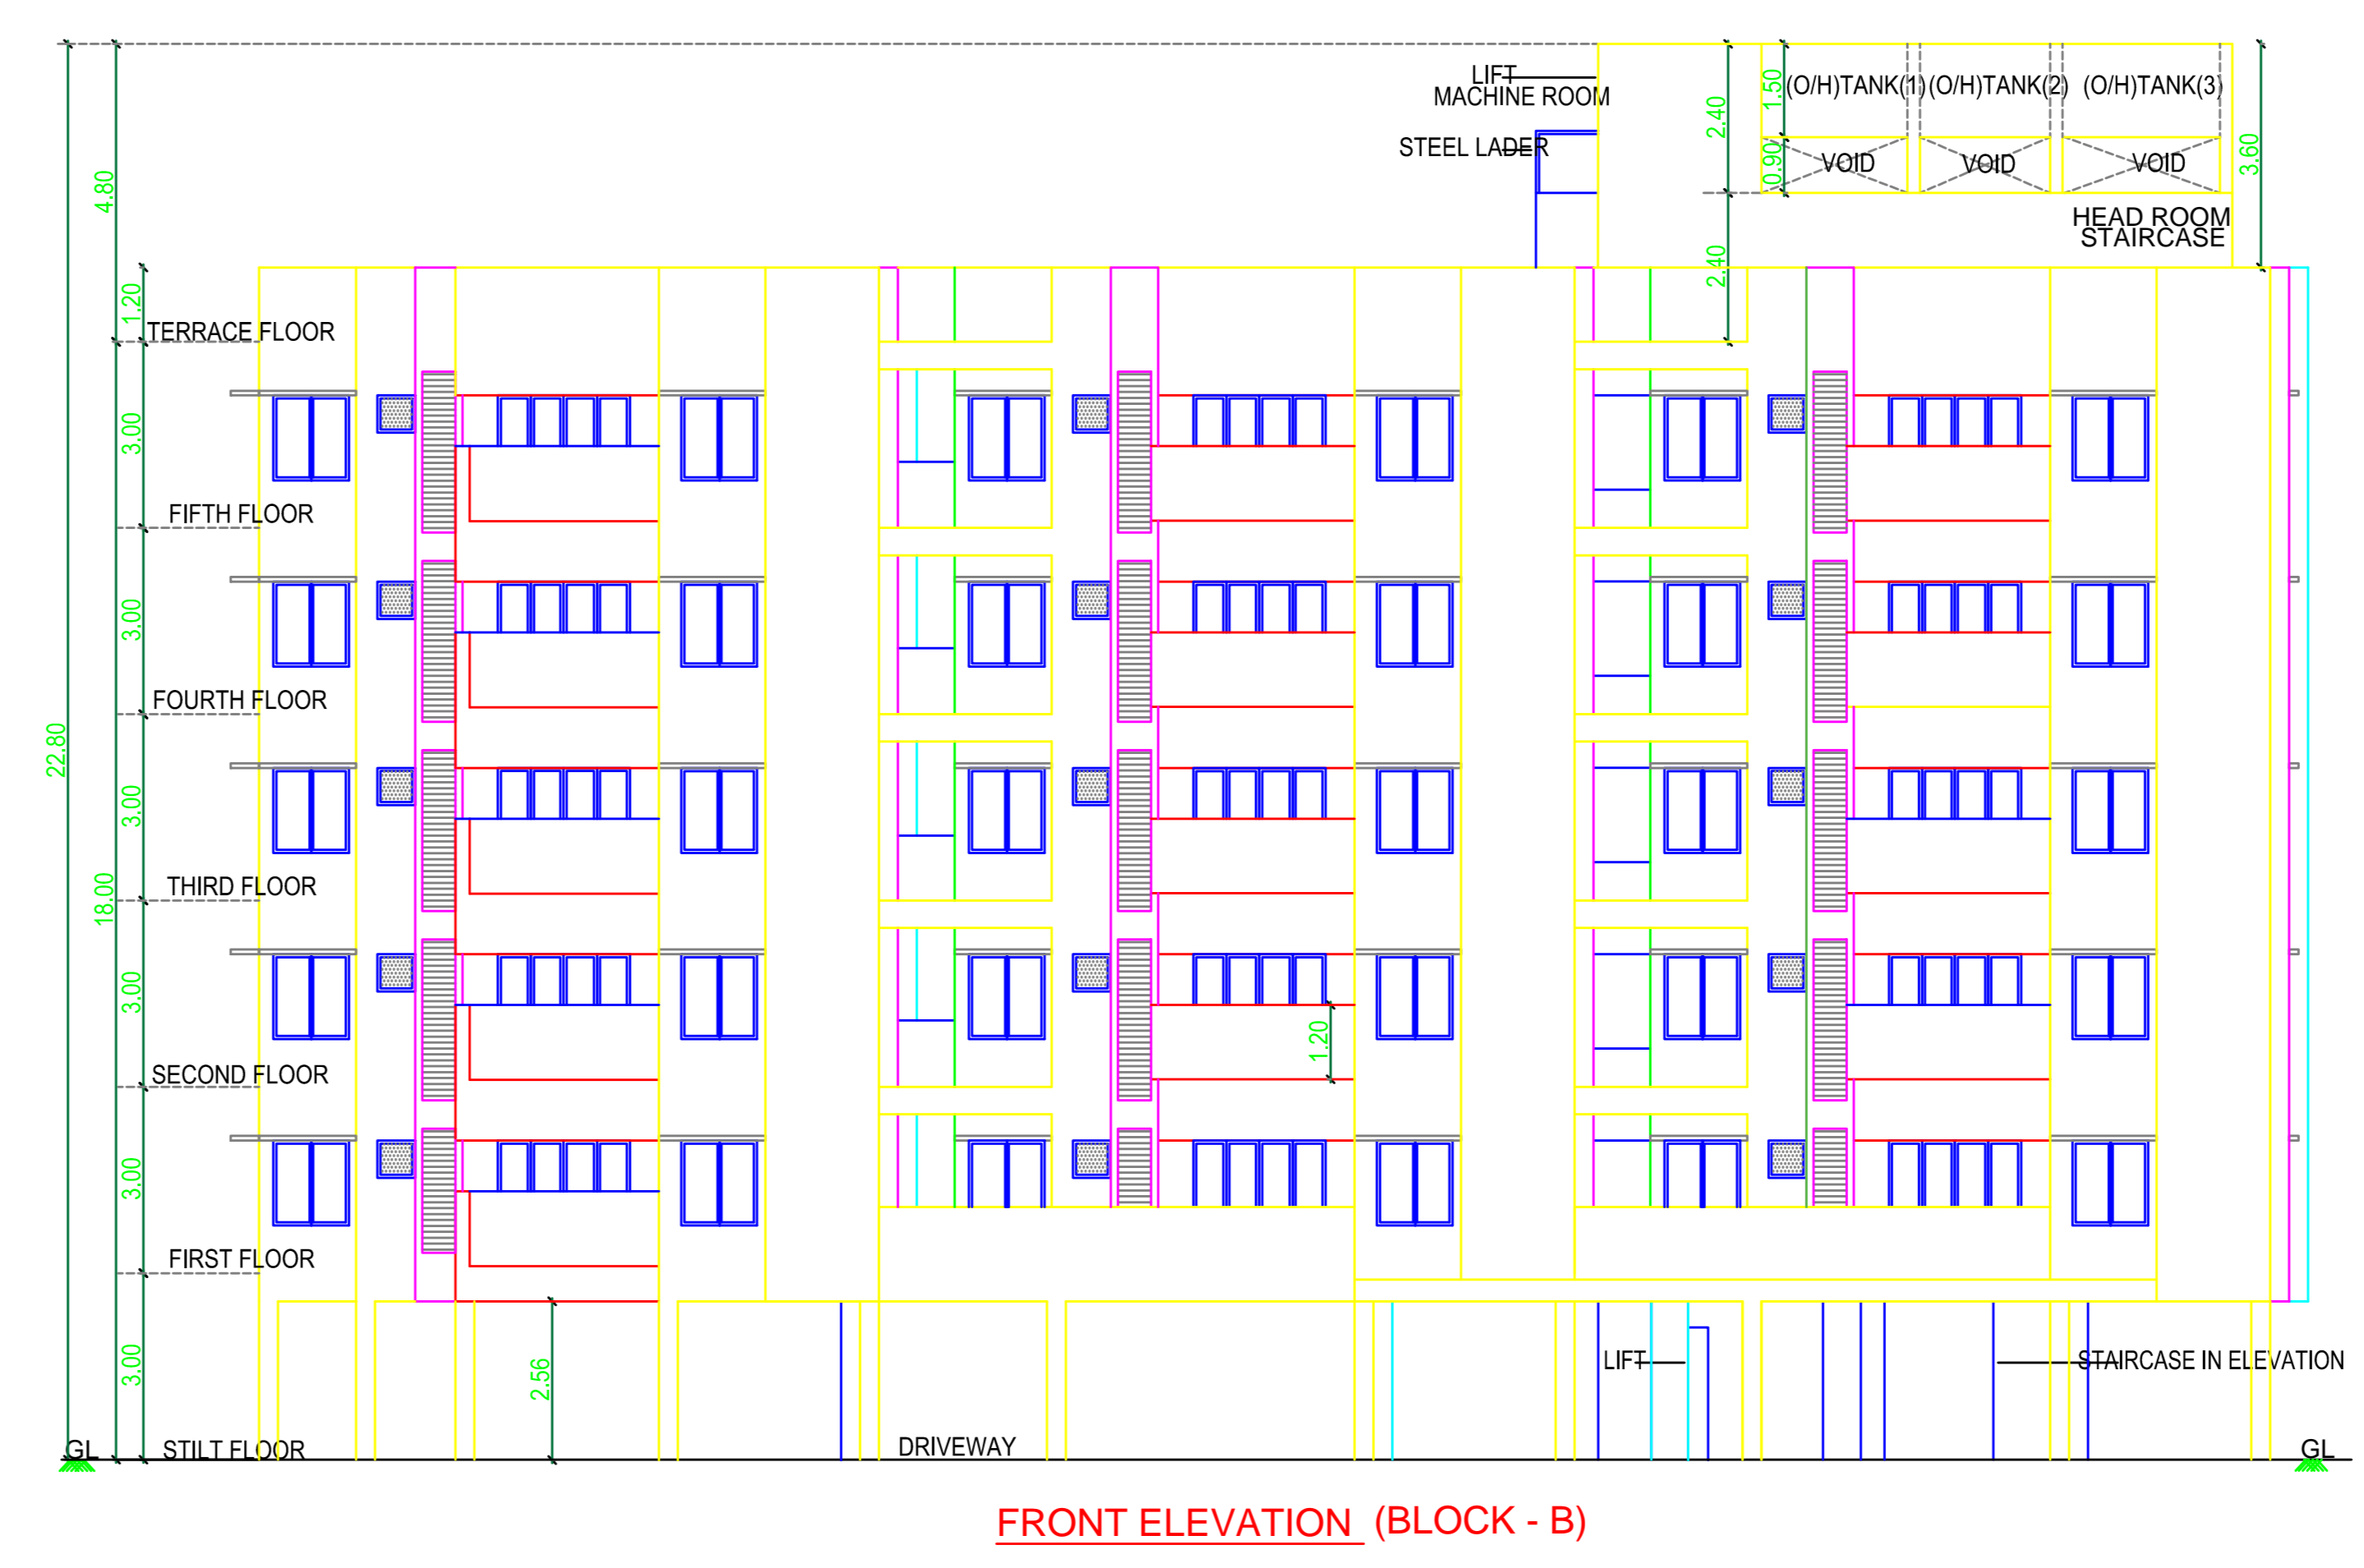 LIFT
MACHINE ROOM
STEEL LADER
(O/H)TANK(1)
(O/H)TANK(2)
(O/H)TANK(3)
1.50
2.40
0.90
VOID
VOID
VOID
3.60
4.80
HEAD ROOM
STAIRCASE
2.40
1.20
TERRACE FLOOR
3.00
FIFTH FLOOR
3.00
FOURTH FLOOR
22.80
3.00
THIRD FLOOR
18.00
3.00
1.20
SECOND FLOOR
3.00
FIRST FLOOR
3.00
2.56
LIFT
STAIRCASE IN ELEVATION
GL
STILT FLOOR
DRIVEWAY
GL
FRONT ELEVATION (BLOCK - B)